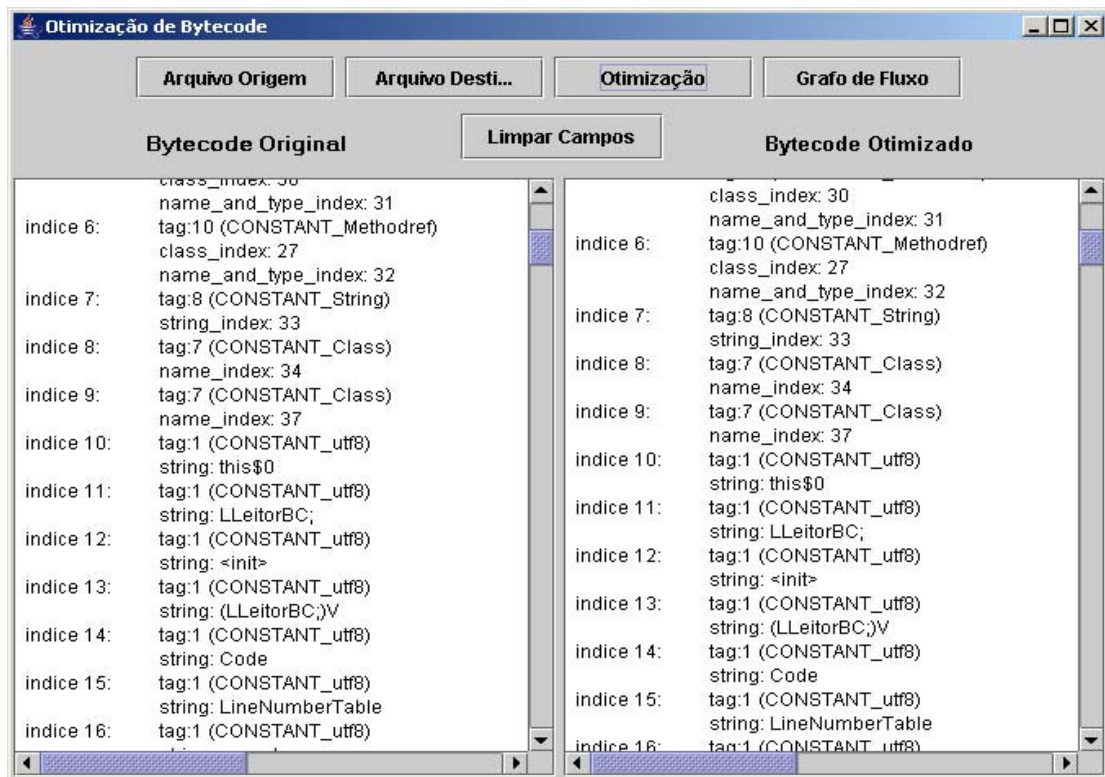 Otimização de Bytecode
Arquivo Origem
Arquivo Desti...
Otimização
Grafo de Fluxo
Bytecode Original
Limpar Campos
Bytecode Otimizado
class_index: 30
name_and_type_index: 31
indice 6: tag:10 (CONSTANT_Methodref)
class_index: 27
name_and_type_index: 32
indice 7: tag:8 (CONSTANT_String)
string_index: 33
indice 8: tag:7 (CONSTANT_Class)
name_index: 34
indice 9: tag:7 (CONSTANT_Class)
name_index: 37
indice 10: tag:1 (CONSTANT_utf8)
string: this$0
indice 11: tag:1 (CONSTANT_utf8)
string: LLeitorBC;
indice 12: tag:1 (CONSTANT_utf8)
string: <init>
indice 13: tag:1 (CONSTANT_utf8)
string: (LLeitorBC;)V
indice 14: tag:1 (CONSTANT_utf8)
string: Code
indice 15: tag:1 (CONSTANT_utf8)
string: LineNumberTable
indice 16: tag:1 (CONSTANT_utf8)
class_index: 30
name_and_type_index: 31
indice 6: tag:10 (CONSTANT_Methodref)
class_index: 27
name_and_type_index: 32
indice 7: tag:8 (CONSTANT_String)
string_index: 33
indice 8: tag:7 (CONSTANT_Class)
name_index: 34
indice 9: tag:7 (CONSTANT_Class)
name_index: 37
indice 10: tag:1 (CONSTANT_utf8)
string: this$0
indice 11: tag:1 (CONSTANT_utf8)
string: LLeitorBC;
indice 12: tag:1 (CONSTANT_utf8)
string: <init>
indice 13: tag:1 (CONSTANT_utf8)
string: (LLeitorBC;)V
indice 14: tag:1 (CONSTANT_utf8)
string: Code
indice 15: tag:1 (CONSTANT_utf8)
string: LineNumberTable
indice 16: tag:1 (CONSTANT_utf8)